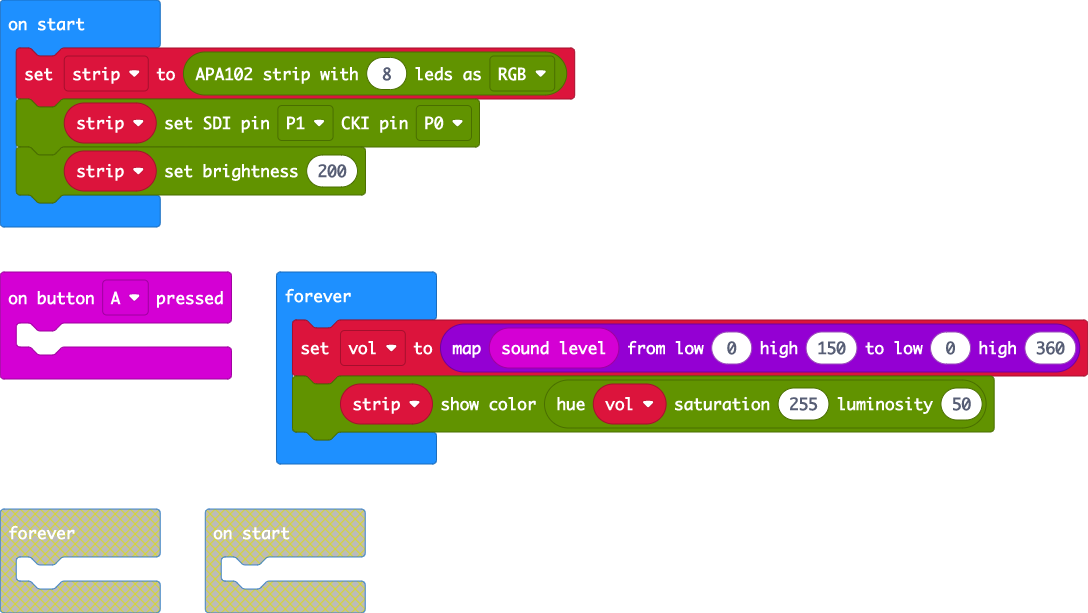 on start
set strip to APA102 strip with 8 leds as RGB
strip set SDI pin P1 CKI pin P0
strip set brightness 200
on button A pressed
forever
set vol to map sound level from low 0 high 150 to low 0 high 360
strip show color hue vol saturation 255 luminosity 50
forever
on start